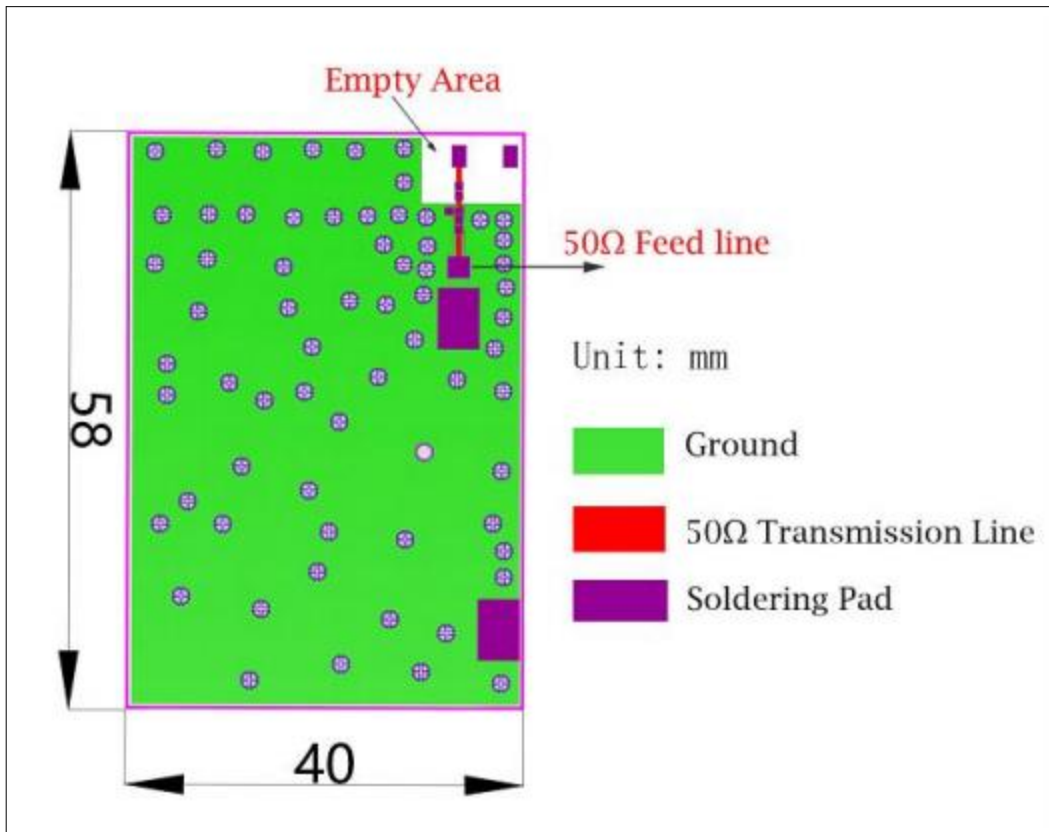 Empty Area
50Ω Feed line
Unit: mm
58
Ground
50Ω Transmission Line
Soldering Pad
40